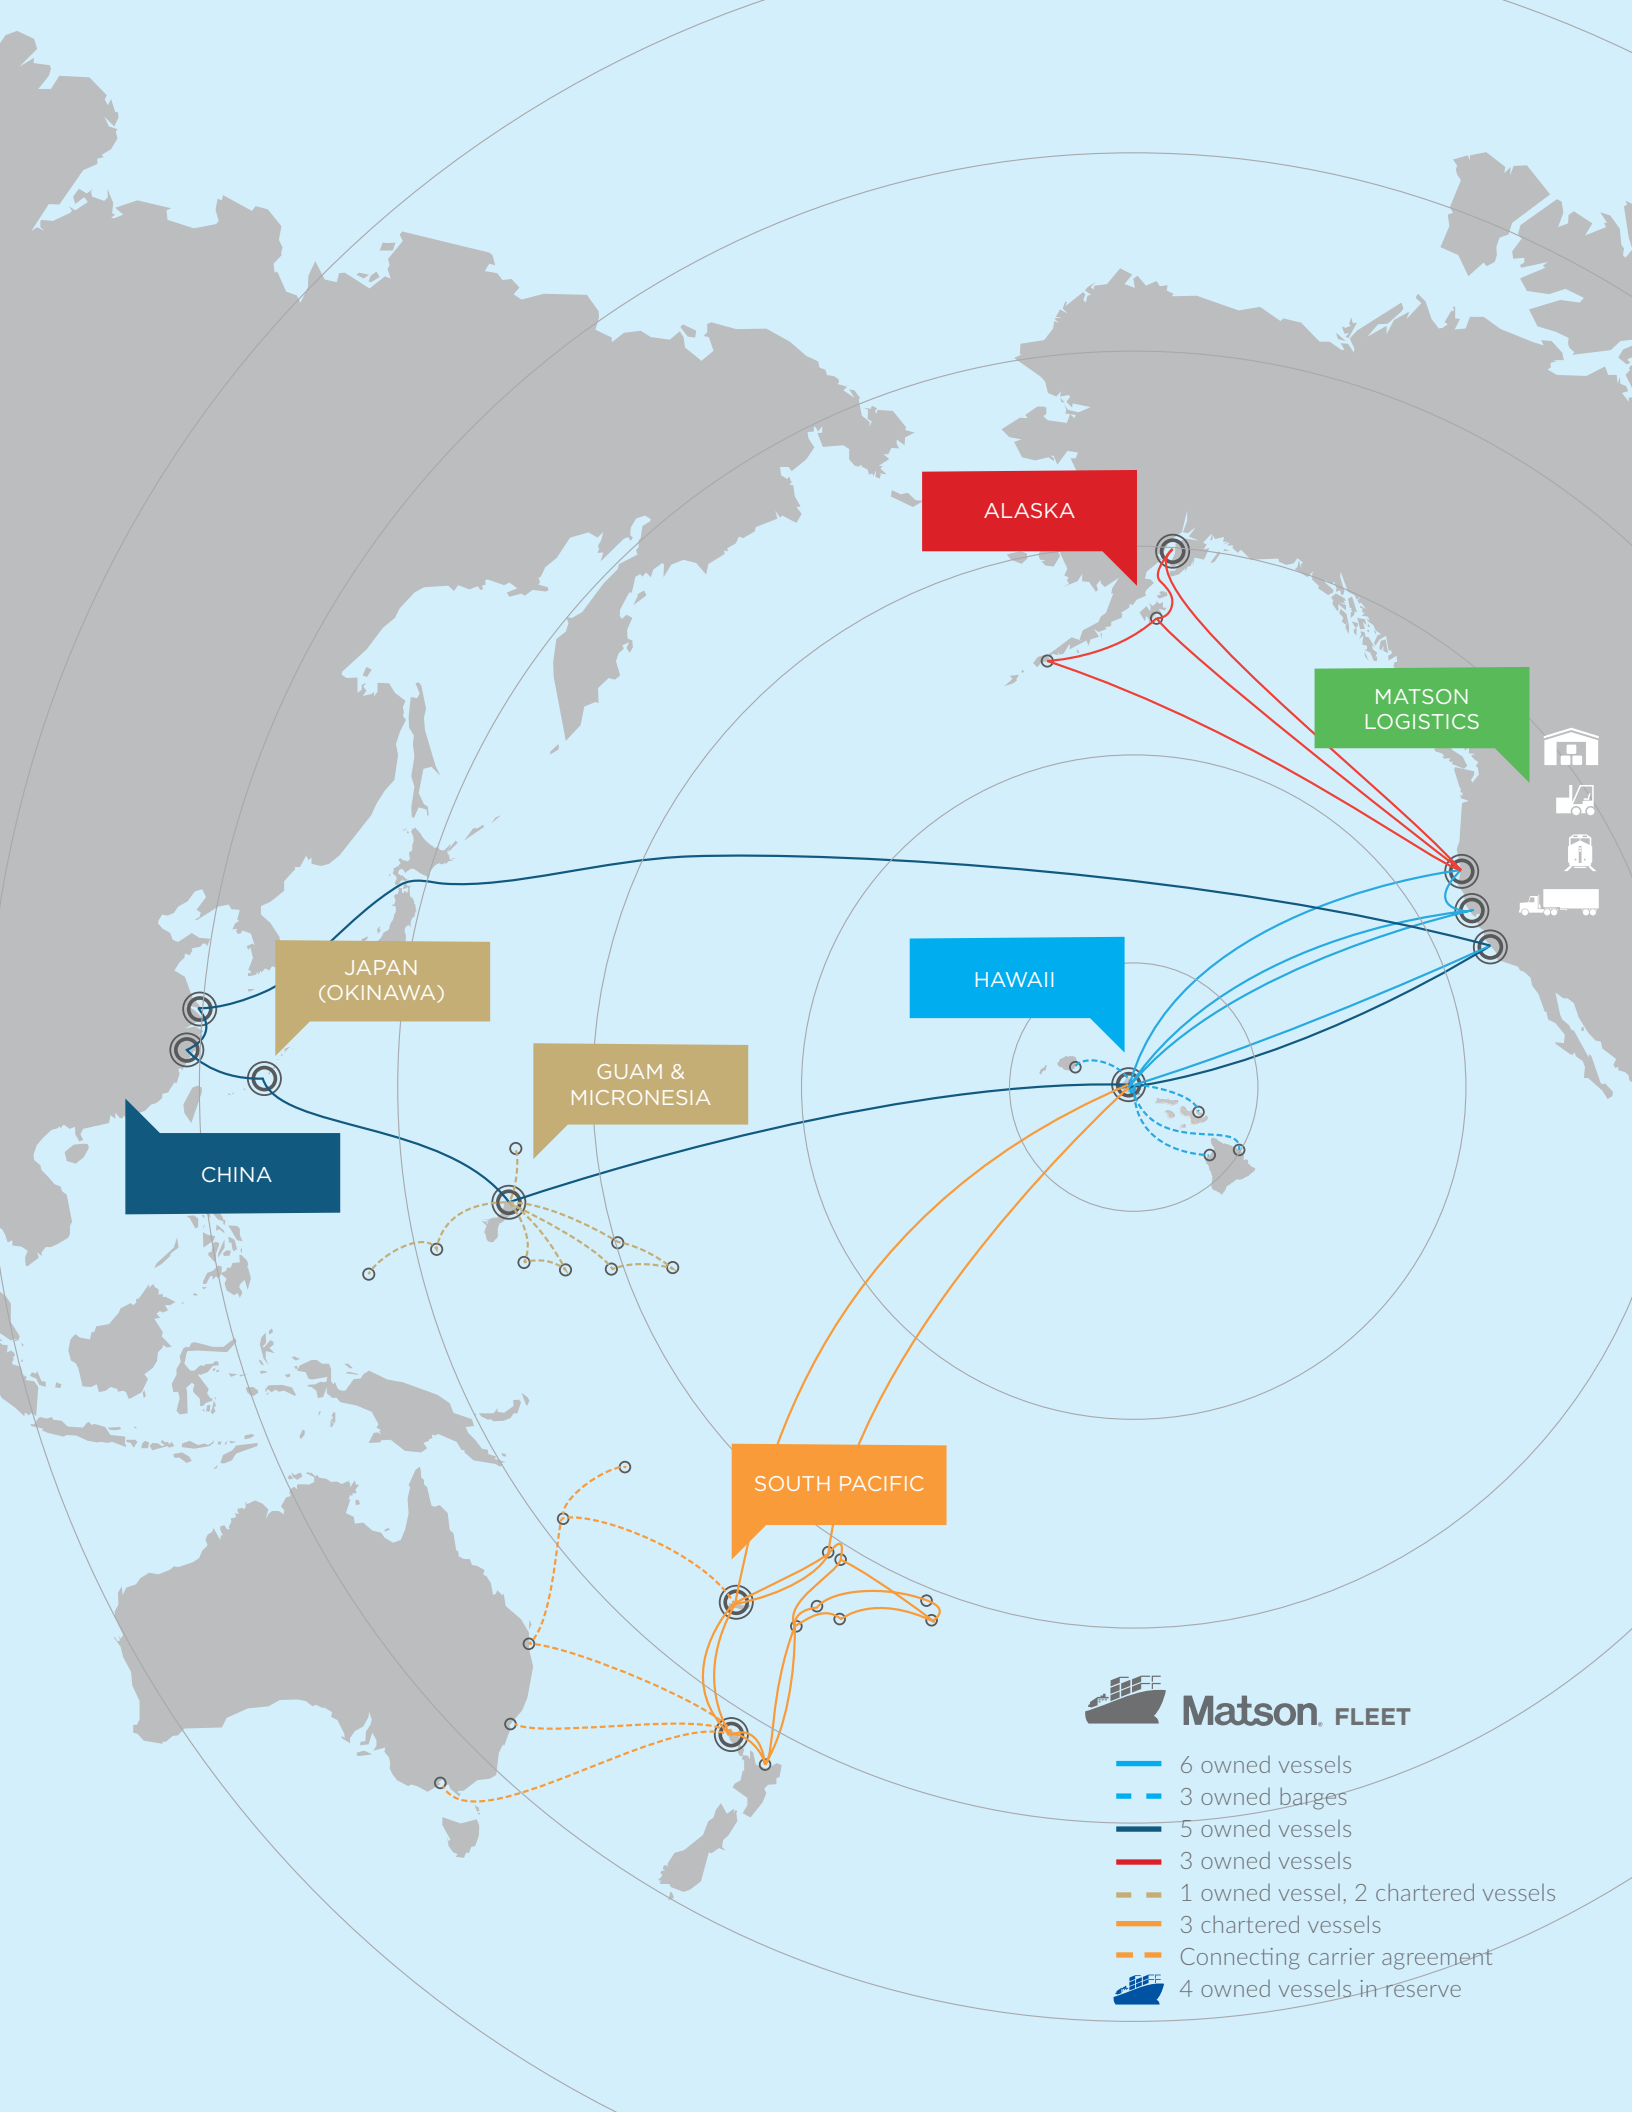 ALASKA
MATSON
LOGISTICS
JAPAN
(OKINAWA)
HAWAII
GUAM &
MICRONESIA
CHINA
SOUTH PACIFIC
Matson. FLEET
6 owned vessels
3 owned barges
5 owned vessels
3 owned vessels
1 owned vessel, 2 chartered vessels
3 chartered vessels
Connecting carrier agreement
4 owned vessels in reserve